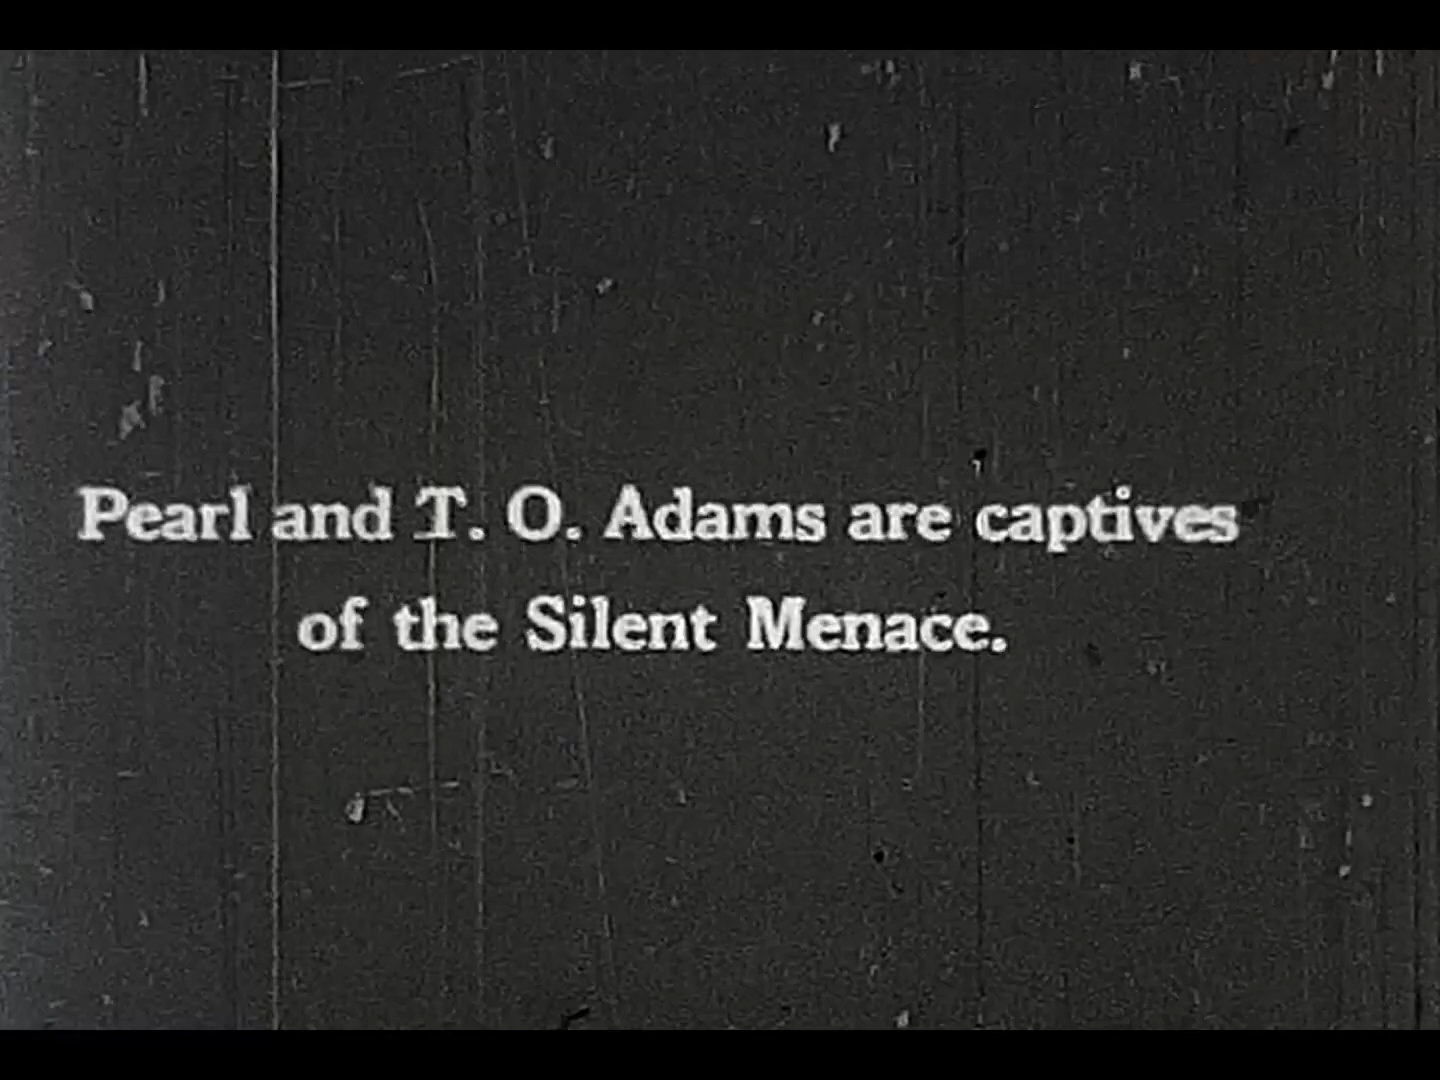 Pearl and T. O. Adams are captives
of the Silent Menace.